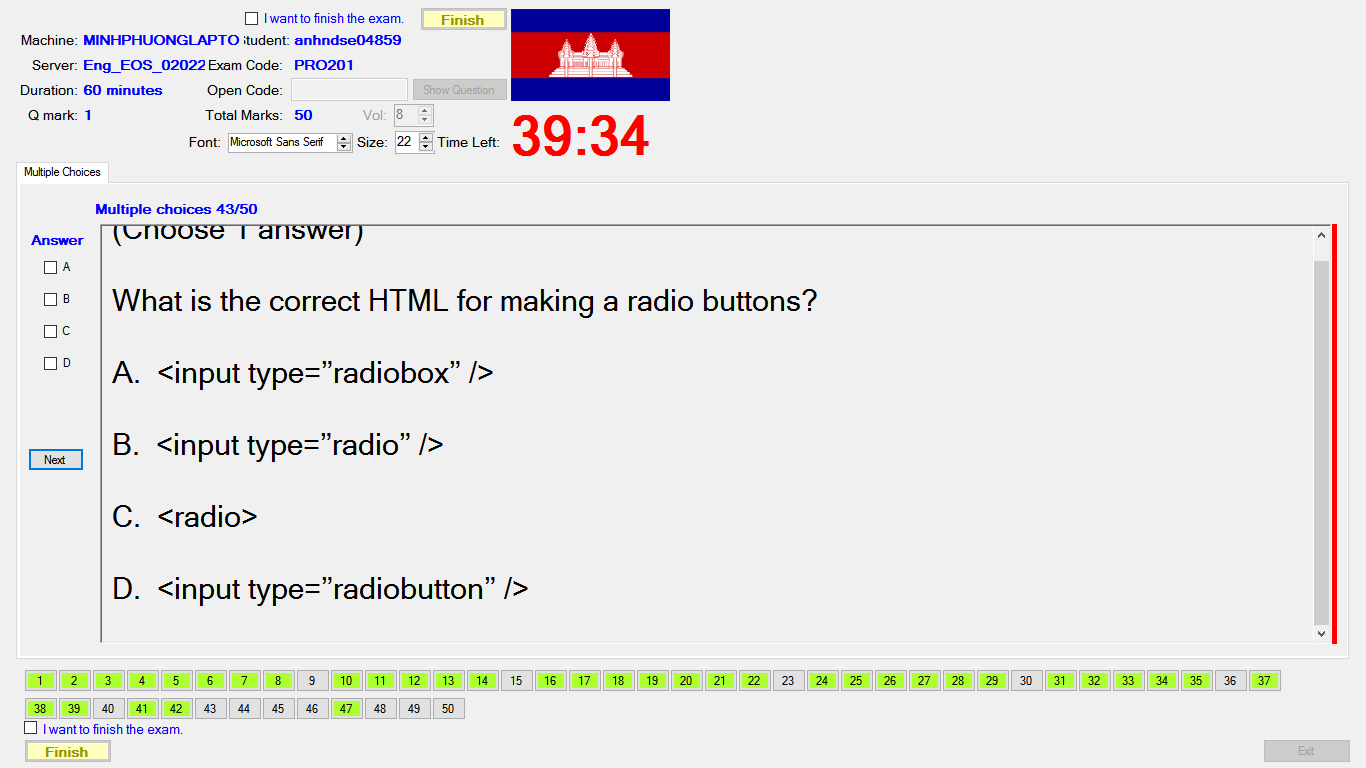 I want to finish the exam. Finish
Machine: MINHPHUONGLAPTO Student: anhndse04859
Server: Eng_EOS_02022 Exam Code: PRO201
Duration: 60 minutes Open Code: Show Question
Q mark: 1 Total Marks: 50 Vol: 8
Font: Microsoft Sans Serif Size: 22 Time Left: 39:34
Multiple Choices
Multiple choices 43/50
Answer
A
B
C
D
Next
(Choose 1 answer)
What is the correct HTML for making a radio buttons?
A. <input type=”radiobox” />
B. <input type=”radio” />
C. <radio>
D. <input type=”radiobutton” />
1 2 3 4 5 6 7 8 9 10 11 12 13 14 15 16 17 18 19 20 21 22 23 24 25 26 27 28 29 30 31 32 33 34 35 36 37
38 39 40 41 42 43 44 45 46 47 48 49 50
I want to finish the exam.
Finish Exit